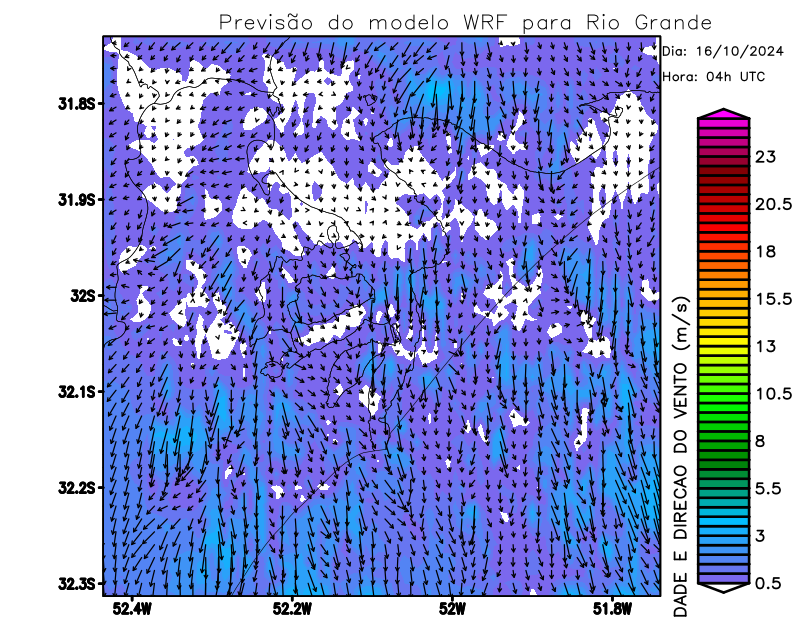 Previsão do modelo WRF para Rio Grande
Dia: 16/10/2024
Hora: 04h UTC
31.8S
31.9S
32S
32.1S
32.2S
32.3S
52.4W
52.2W
52W
51.8W
23
20.5
18
15.5
13
10.5
8
5.5
3
0.5
DADE E DIRECAO DO VENTO (m/s)